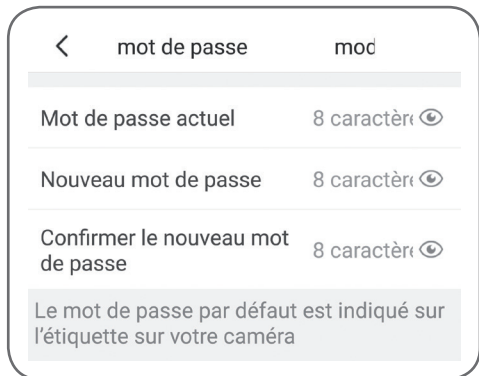 mot de passe mod
Mot de passe actuel 8 caractère
Nouveau mot de passe 8 caractère
Confirmer le nouveau mot
de passe 8 caractère
Le mot de passe par défaut est indiqué sur
l'étiquette sur votre caméra